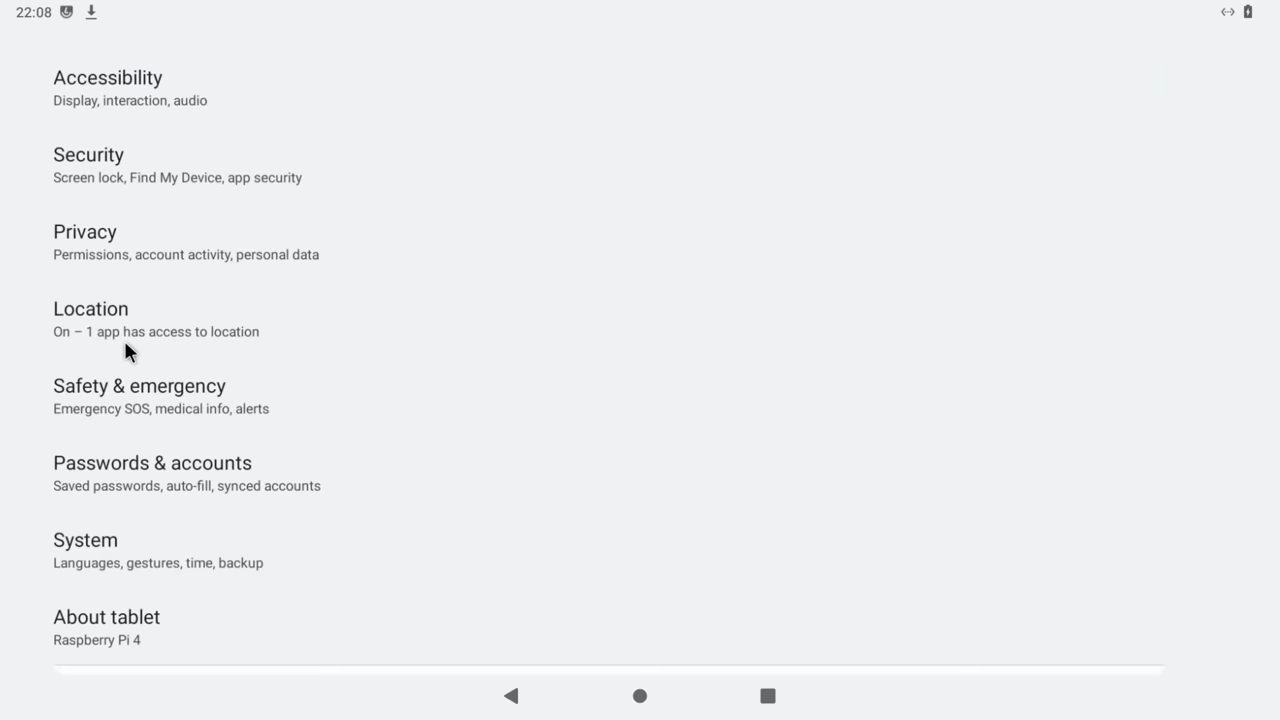 22:08
Accessibility
Display, interaction, audio
Security
Screen lock, Find My Device, app security
Privacy
Permissions, account activity, personal data
Location
On – 1 app has access to location
Safety & emergency
Emergency SOS, medical info, alerts
Passwords & accounts
Saved passwords, auto-fill, synced accounts
System
Languages, gestures, time, backup
About tablet
Raspberry Pi 4